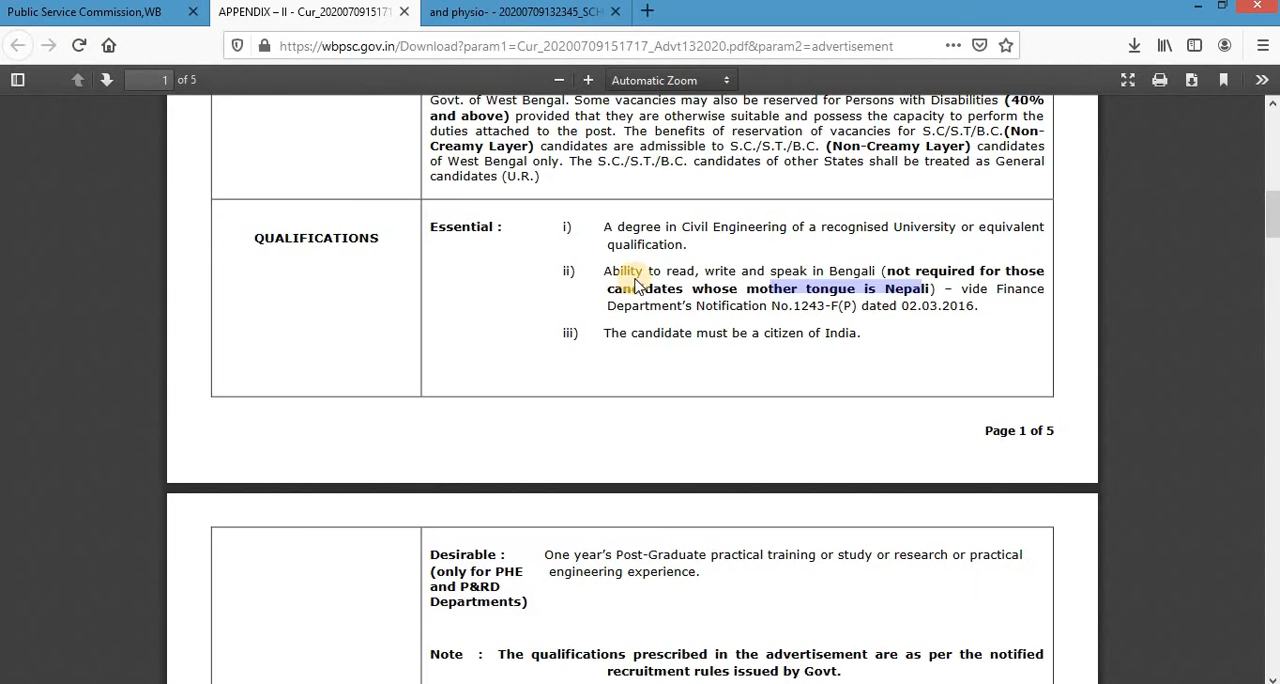 Public Service Commission,WB
APPENDIX – II - Cur_2020070915171
and physio- - 20200709132345_SCH
https://wbpsc.gov.in/Download?param1=Cur_20200709151717_Advt132020.pdf&param2=advertisement
1 of 5
Automatic Zoom
Govt. of West Bengal. Some vacancies may also be reserved for Persons with Disabilities (40%
and above) provided that they are otherwise suitable and possess the capacity to perform the
duties attached to the post. The benefits of reservation of vacancies for S.C/S.T/B.C.(Non-
Creamy Layer) candidates are admissible to S.C./S.T./B.C. (Non-Creamy Layer) candidates
of West Bengal only. The S.C./S.T./B.C. candidates of other States shall be treated as General
candidates (U.R.)
QUALIFICATIONS
Essential : i) A degree in Civil Engineering of a recognised University or equivalent
qualification.
ii) Ability to read, write and speak in Bengali (not required for those
candidates whose mother tongue is Nepali) – vide Finance
Department's Notification No.1243-F(P) dated 02.03.2016.
iii) The candidate must be a citizen of India.
Page 1 of 5
Desirable : One year's Post-Graduate practical training or study or research or practical
(only for PHE engineering experience.
and P&RD
Departments)
Note : The qualifications prescribed in the advertisement are as per the notified
recruitment rules issued by Govt.